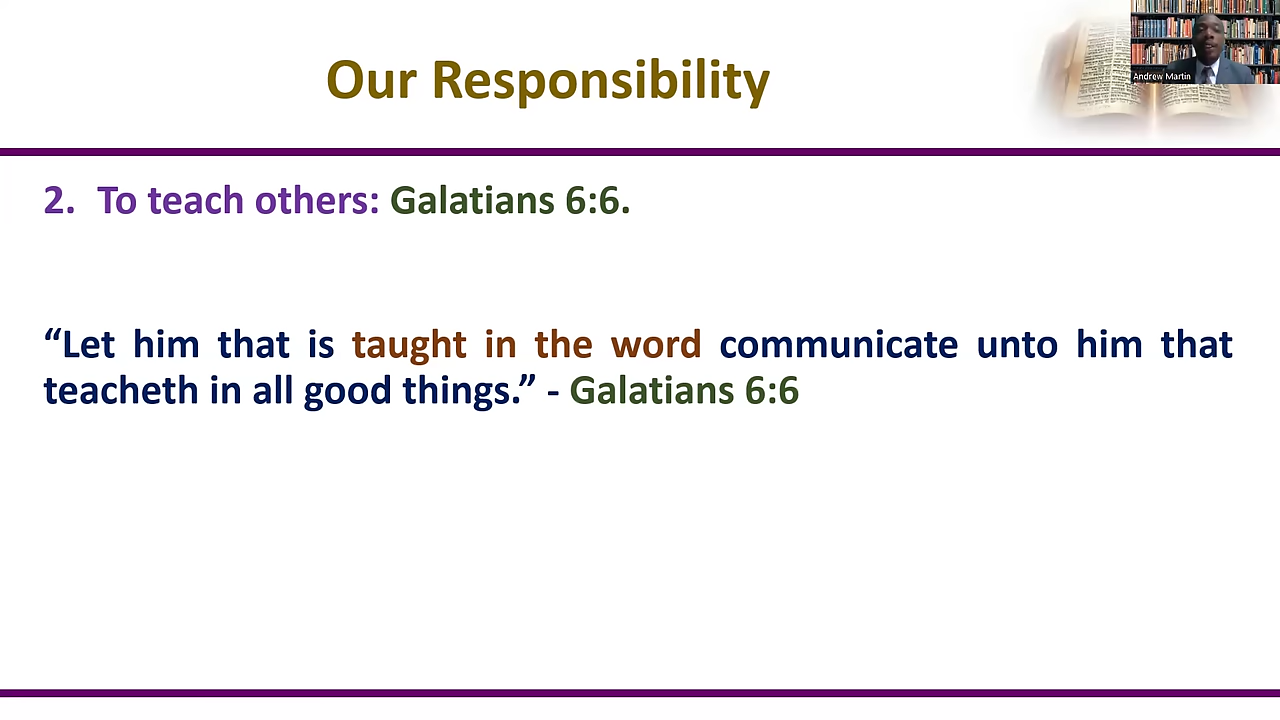 Our Responsibility
Andrew Martin
2. To teach others: Galatians 6:6.
“Let him that is taught in the word communicate unto him that
teacheth in all good things.” - Galatians 6:6